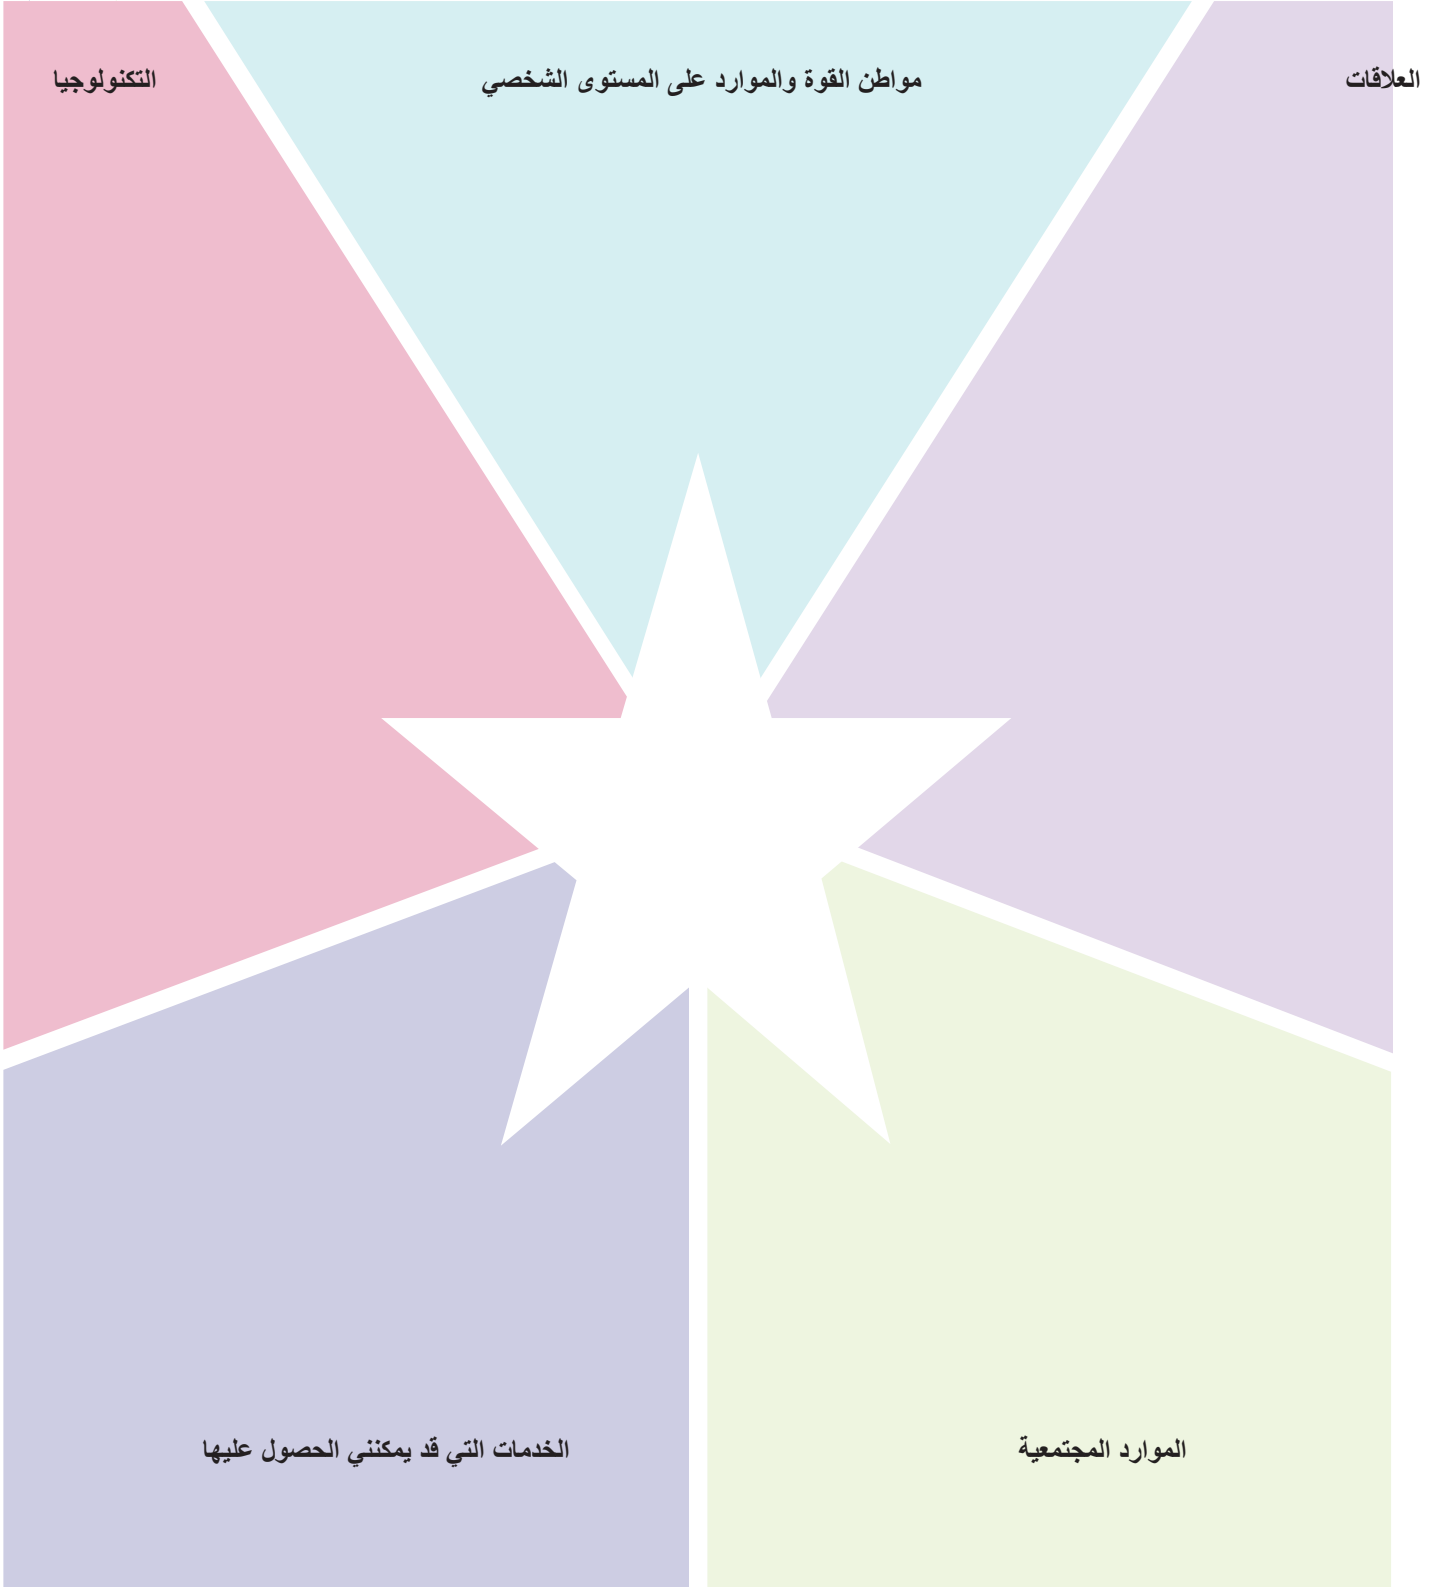 العلاقات
مواطن القوة والموارد على المستوى الشخصي
التكنولوجيا
الموارد المجتمعية
الخدمات التي قد يمكنني الحصول عليها